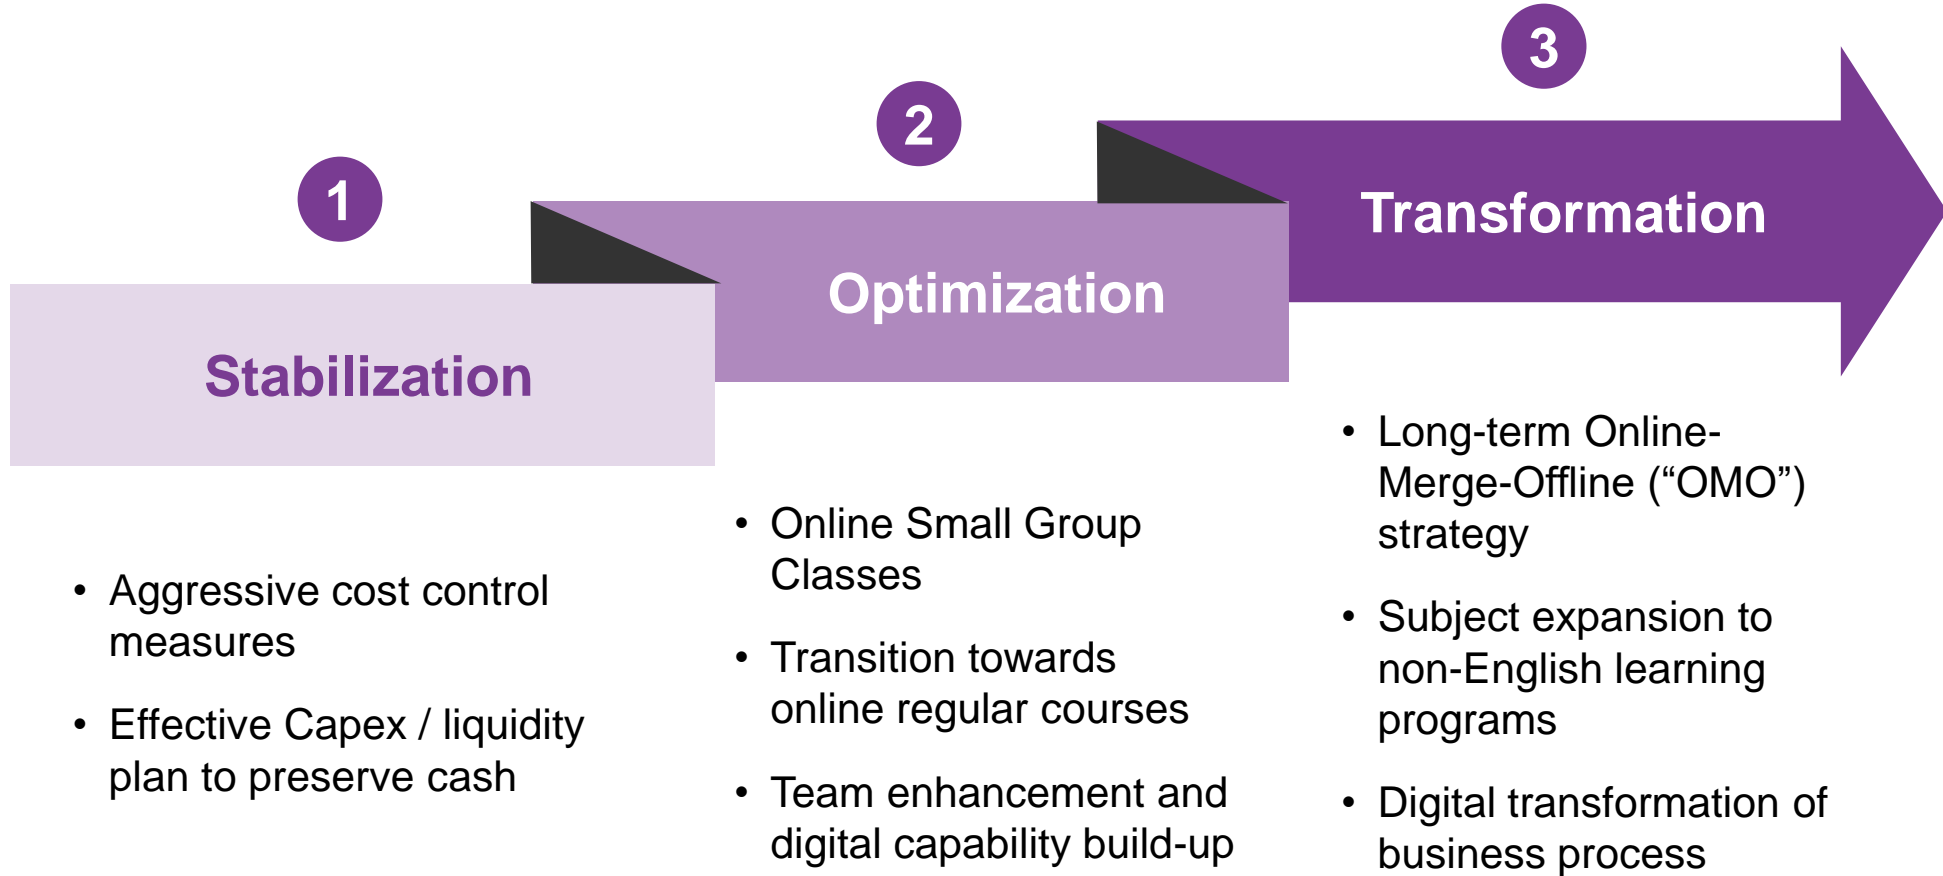 1
Stabilization
• Aggressive cost control
measures
• Effective Capex / liquidity
plan to preserve cash
2
Optimization
• Online Small Group
Classes
• Transition towards
online regular courses
• Team enhancement and
digital capability build-up
3
Transformation
• Long-term Online-
Merge-Offline (“OMO”)
strategy
• Subject expansion to
non-English learning
programs
• Digital transformation of
business process